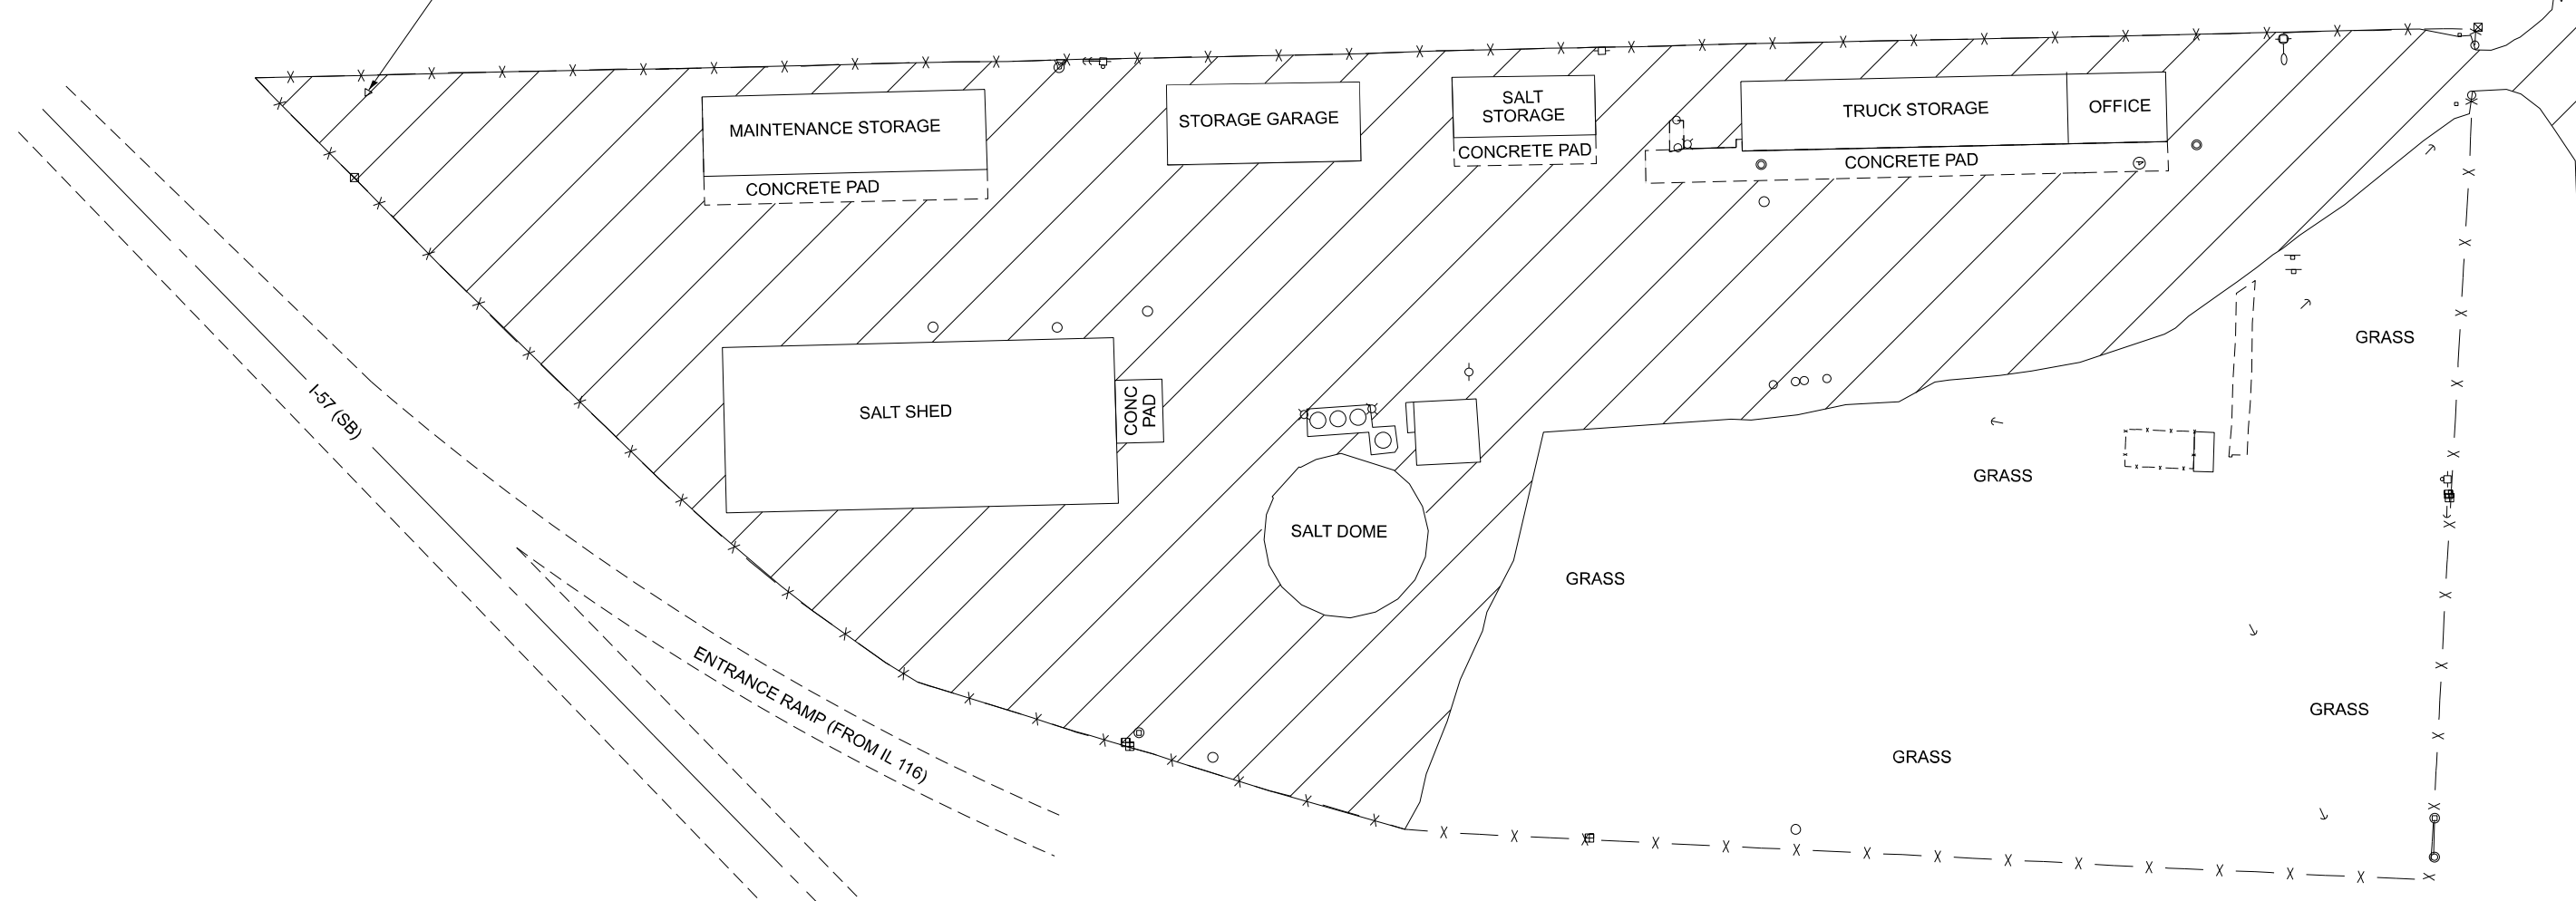 MAINTENANCE STORAGE
CONCRETE PAD
STORAGE GARAGE
SALT
STORAGE
CONCRETE PAD
TRUCK STORAGE
OFFICE
CONCRETE PAD
I-57 (SB)
SALT SHED
CONC
PAD
GRASS
GRASS
SALT DOME
GRASS
ENTRANCE RAMP (FROM IL 116)
GRASS
GRASS